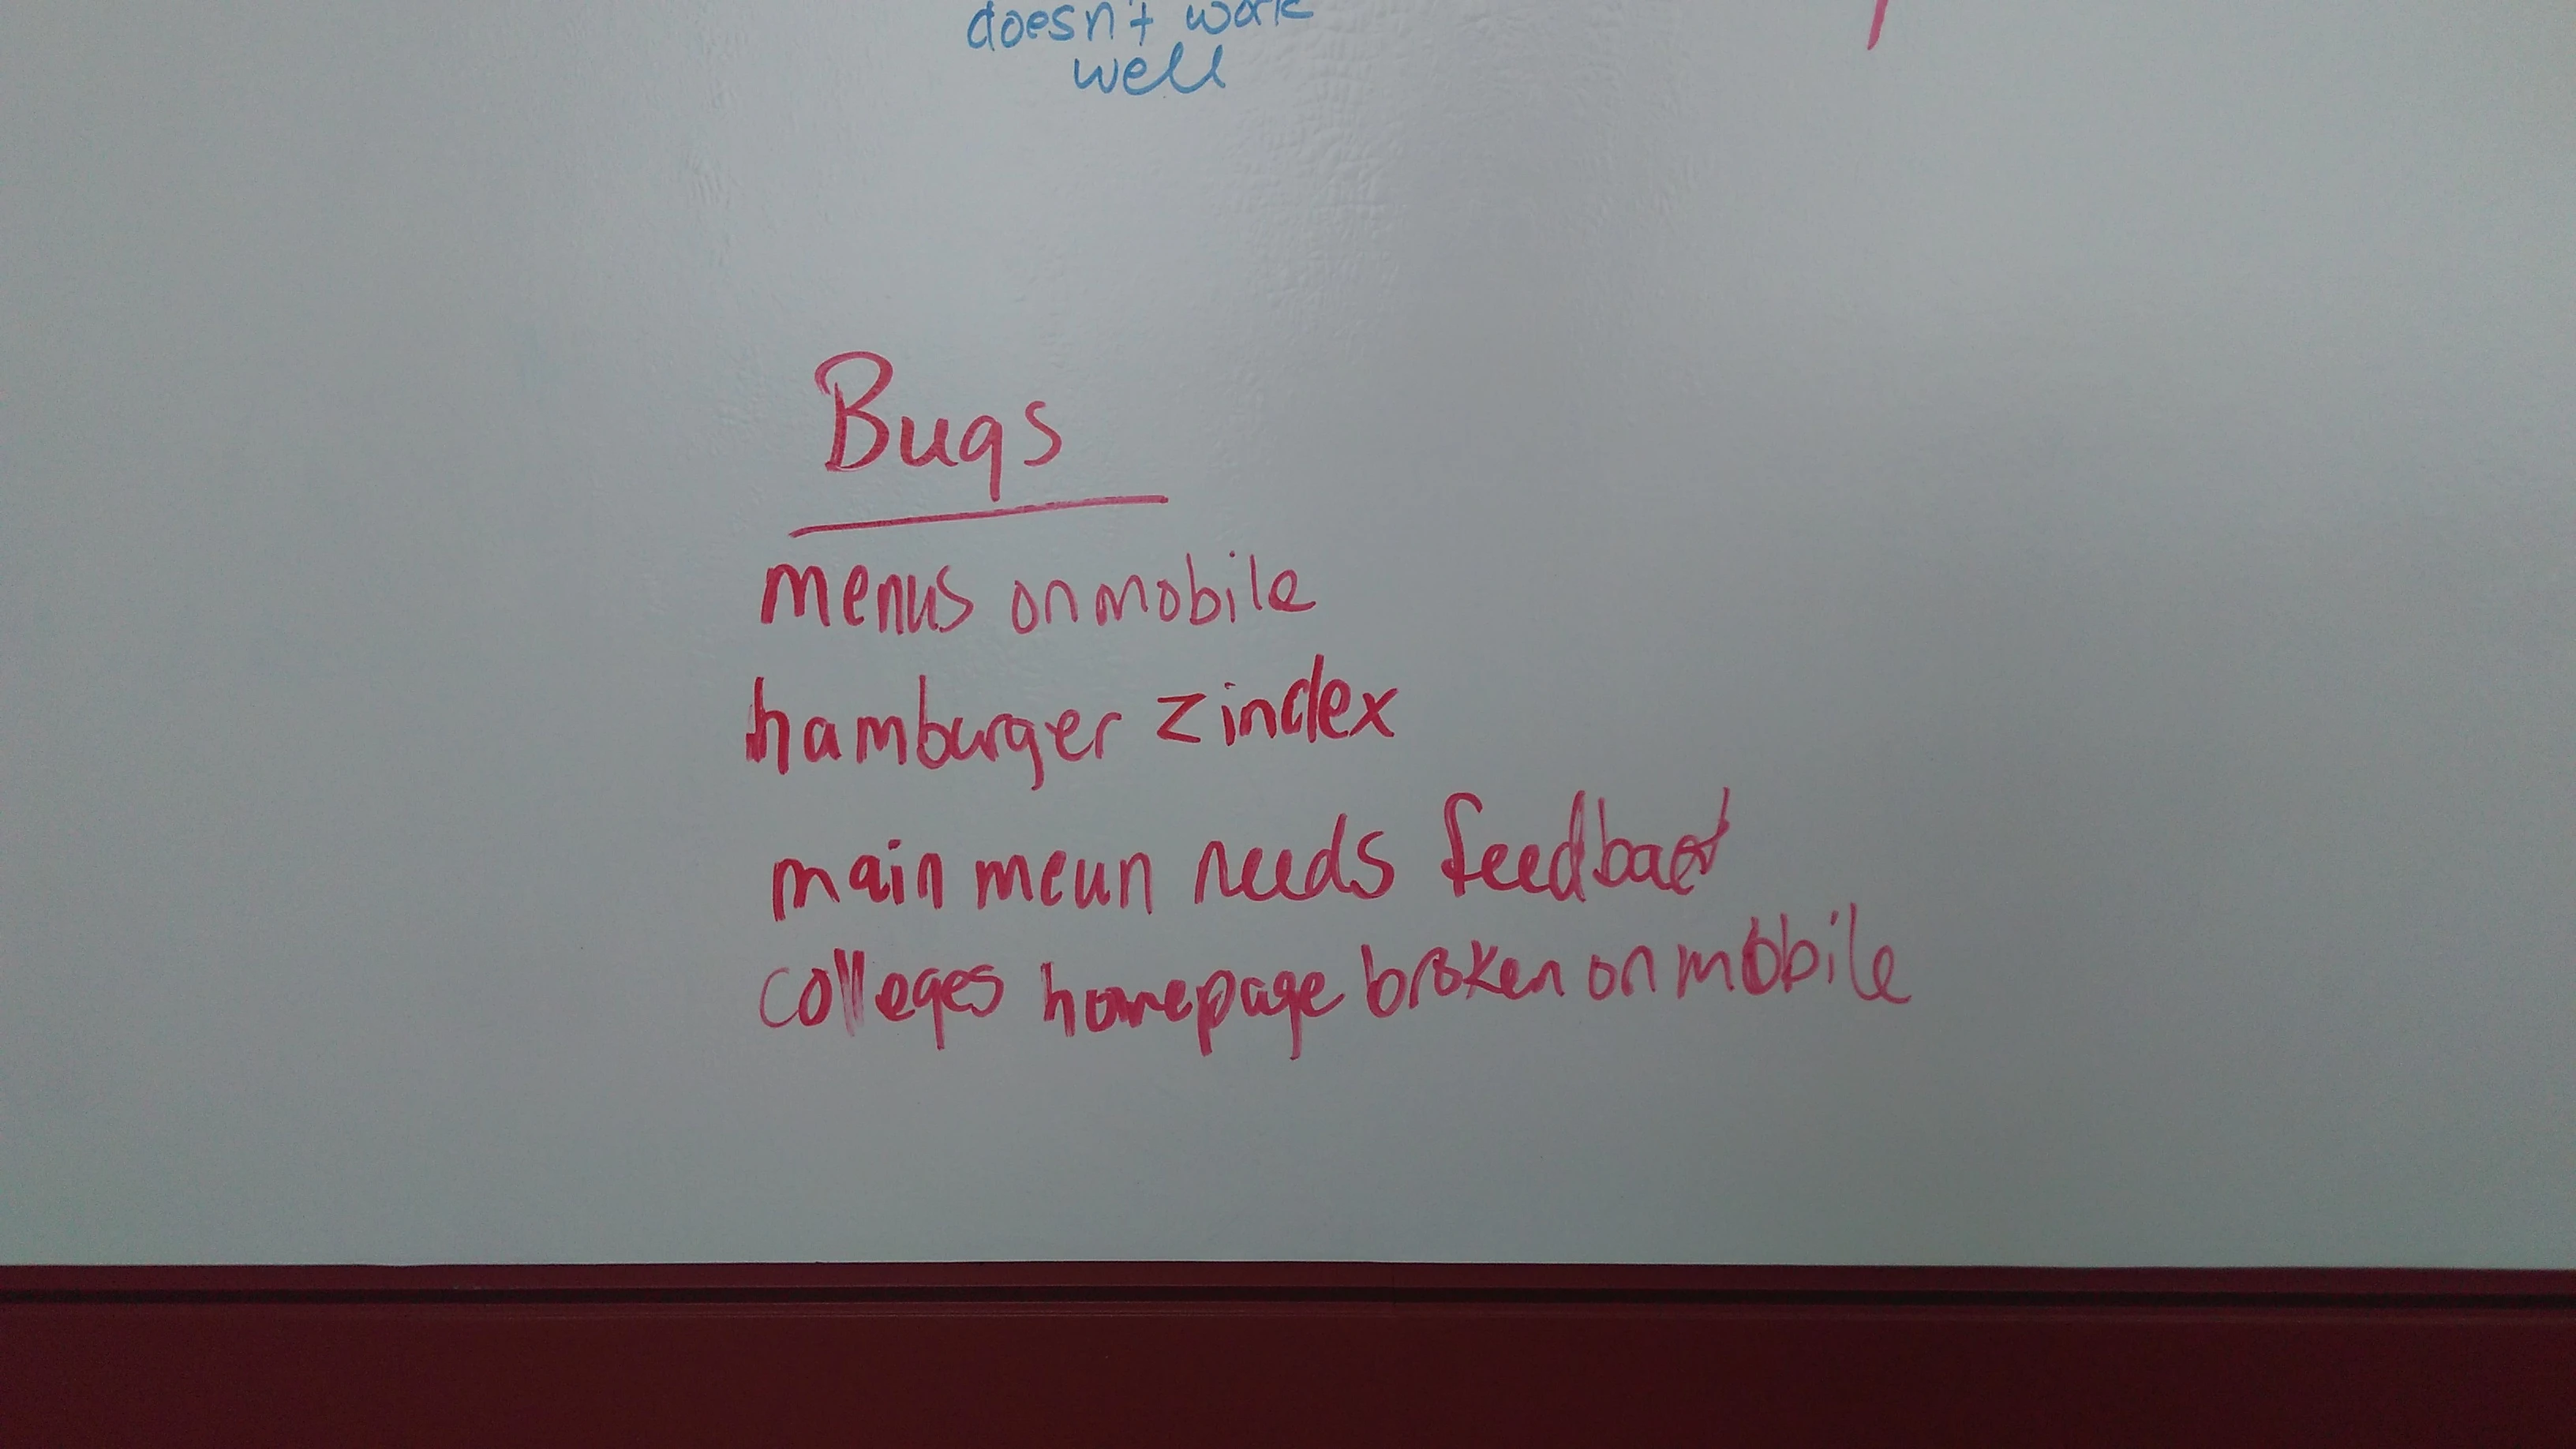 doesn't work
well
Bugs
menus on mobile
hamburger z index
main meun needs feedback
colleges homepage broken on mobile